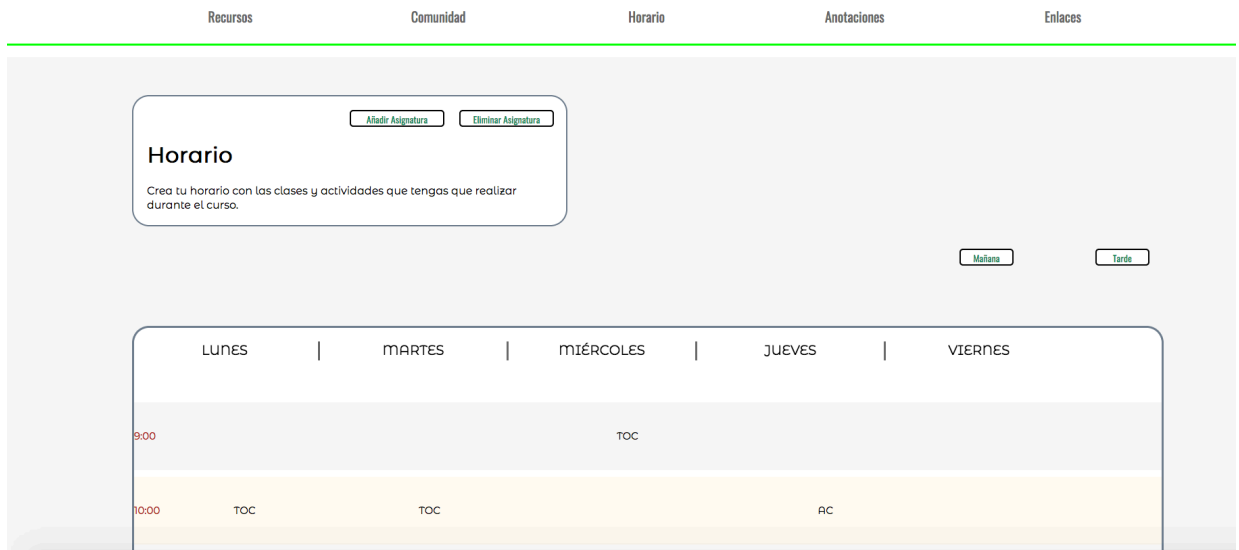 Recursos Comunidad Horario Anotaciones Enlaces
Añadir Asignatura Eliminar Asignatura
Horario
Crea tu horario con las clases y actividades que tengas que realizar
durante el curso.
Mañana Tarde
LUNES | MARTES | MIÉRCOLES | JUEVES | VIERNES
9:00 TOC
10:00 TOC TOC AC